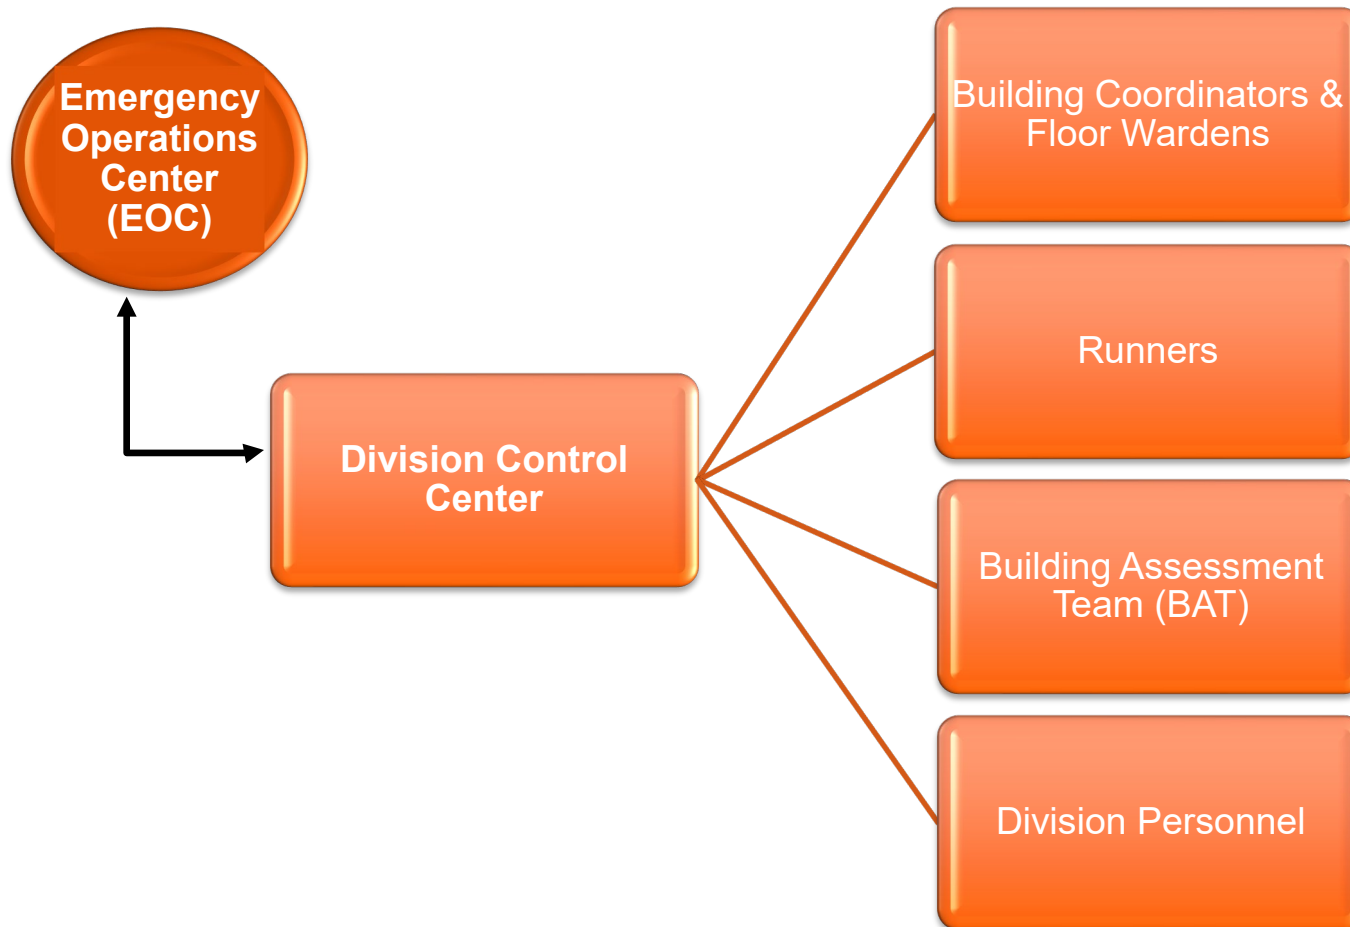 Emergency
Operations
Center
(EOC)
Division Control
Center
Building Coordinators &
Floor Wardens
Runners
Building Assessment
Team (BAT)
Division Personnel